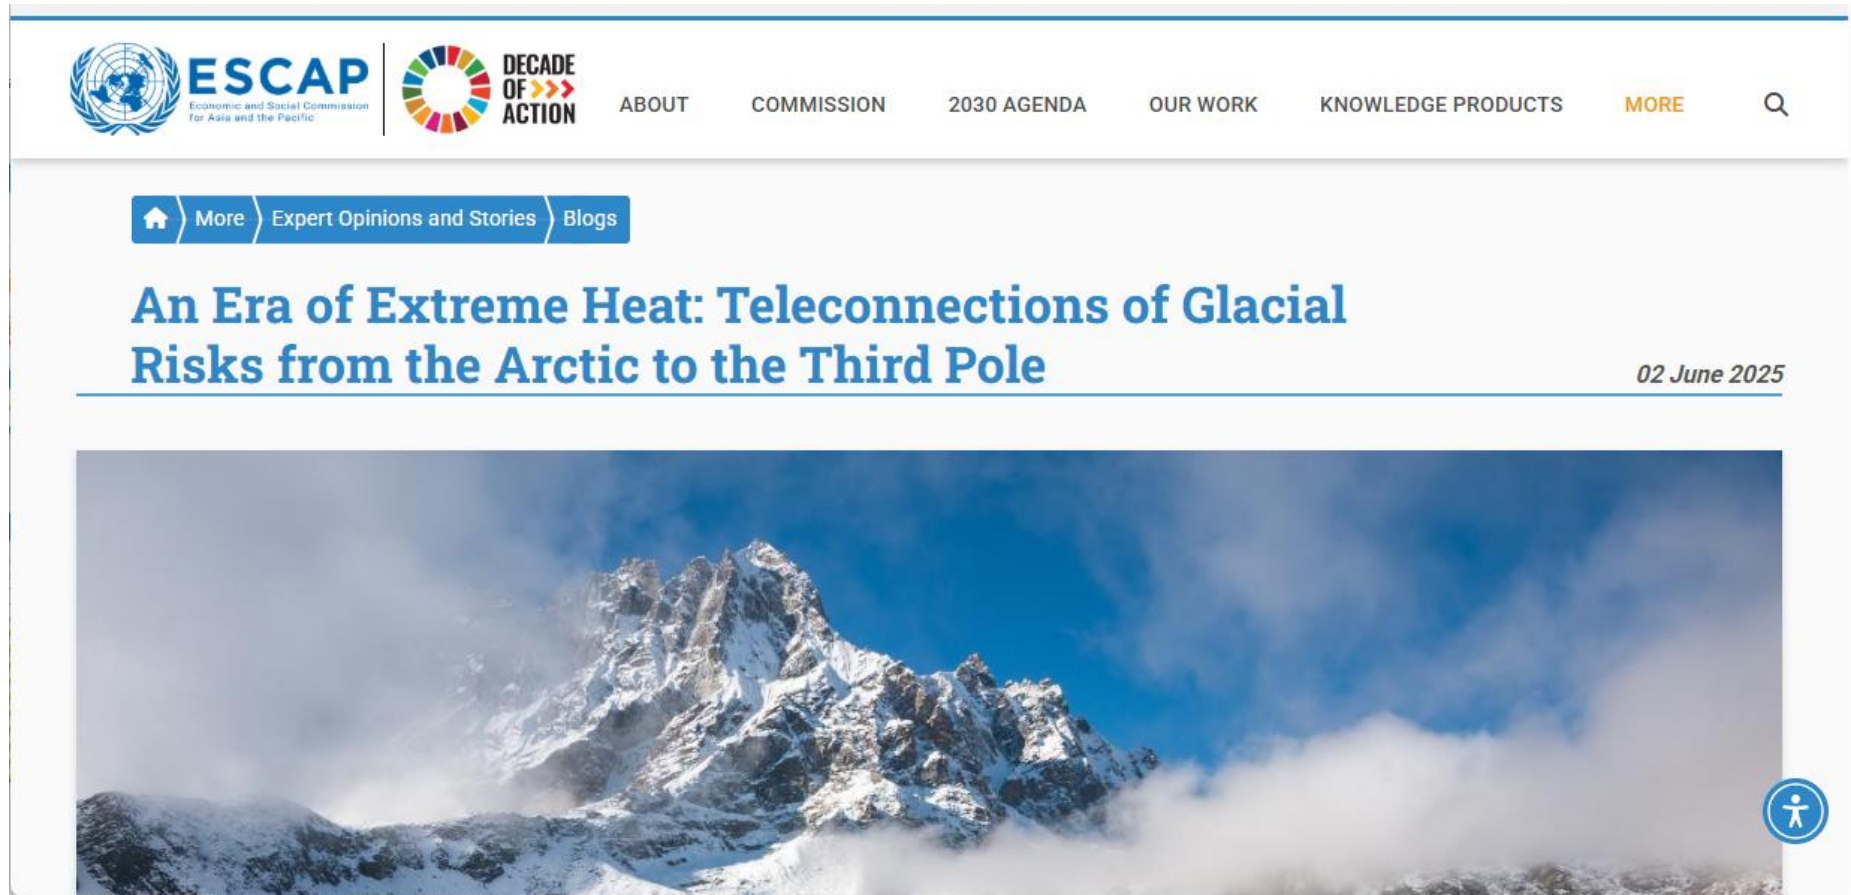 ESCAP
Economic and Social Commission
for Asia and the Pacific
DECADE
OF >>>
ACTION
ABOUT
COMMISSION
2030 AGENDA
OUR WORK
KNOWLEDGE PRODUCTS
MORE
More
Expert Opinions and Stories
Blogs
An Era of Extreme Heat: Teleconnections of Glacial
Risks from the Arctic to the Third Pole
02 June 2025